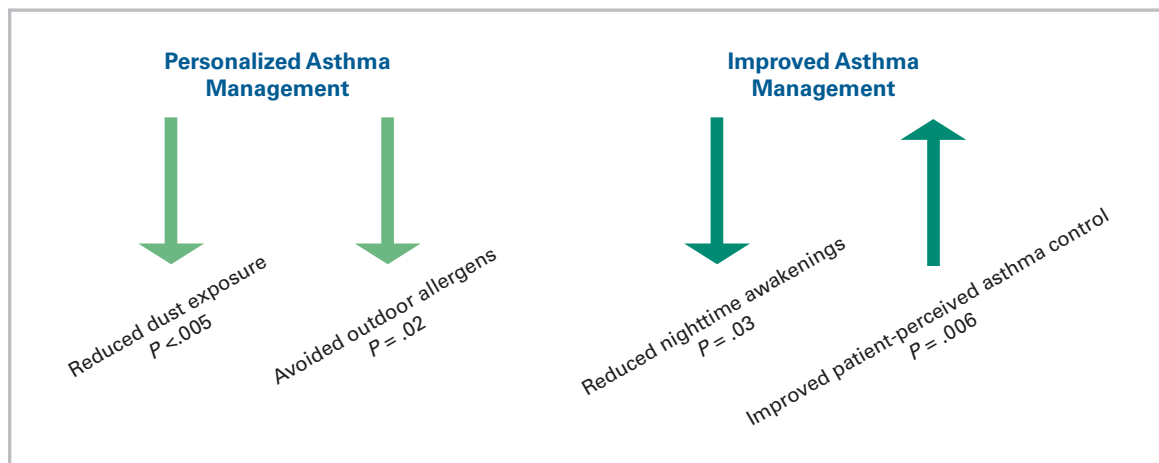 Personalized Asthma
Management
Reduced dust exposure
P <.005
Avoided outdoor allergens
P = .02
Improved Asthma
Management
Reduced nighttime awakenings
P = .03
Improved patient-perceived asthma control
P = .006